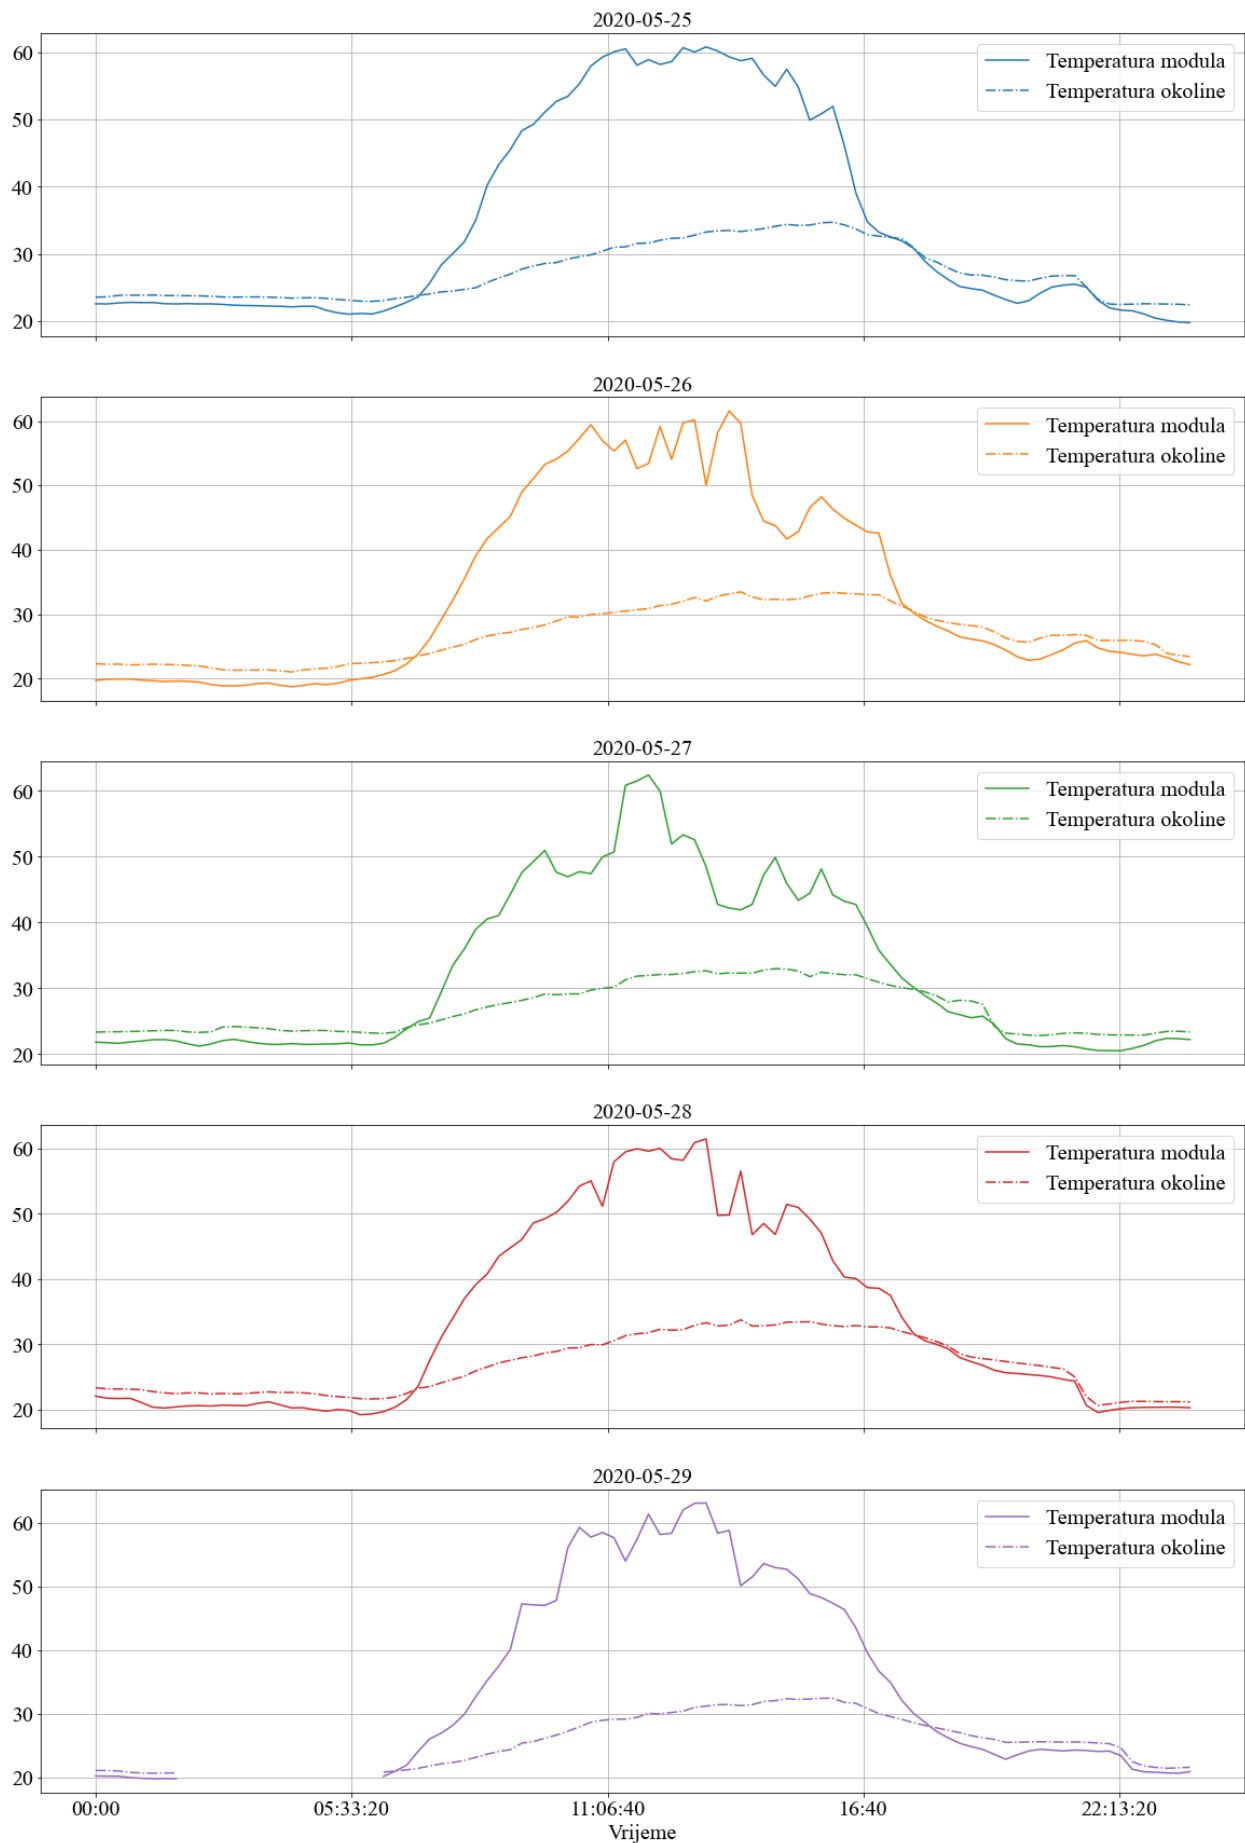 2020-05-25
60
50
40
30
20
Temperatura modula
Temperatura okoline
2020-05-26
60
50
40
30
20
Temperatura modula
Temperatura okoline
2020-05-27
60
50
40
30
20
Temperatura modula
Temperatura okoline
2020-05-28
60
50
40
30
20
Temperatura modula
Temperatura okoline
2020-05-29
60
50
40
30
20
Temperatura modula
Temperatura okoline
00:00 05:33:20 11:06:40 16:40 22:13:20
Vrijeme